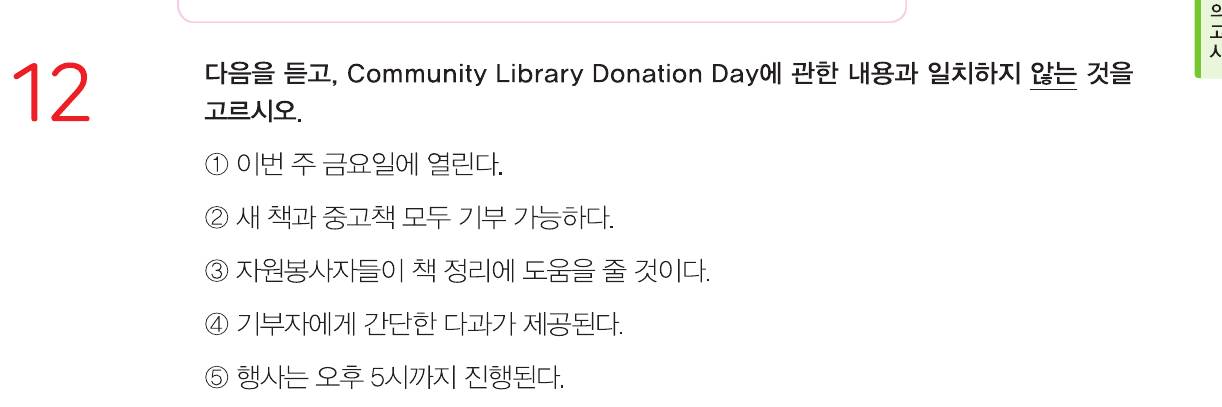 의
고
사
12
다음을 듣고, Community Library Donation Day에 관한 내용과 일치하지 않는 것을
고르시오.
① 이번 주 금요일에 열린다.
② 새 책과 중고책 모두 기부 가능하다.
③ 자원봉사자들이 책 정리에 도움을 줄 것이다.
④ 기부자에게 간단한 다과가 제공된다.
⑤ 행사는 오후 5시까지 진행된다.